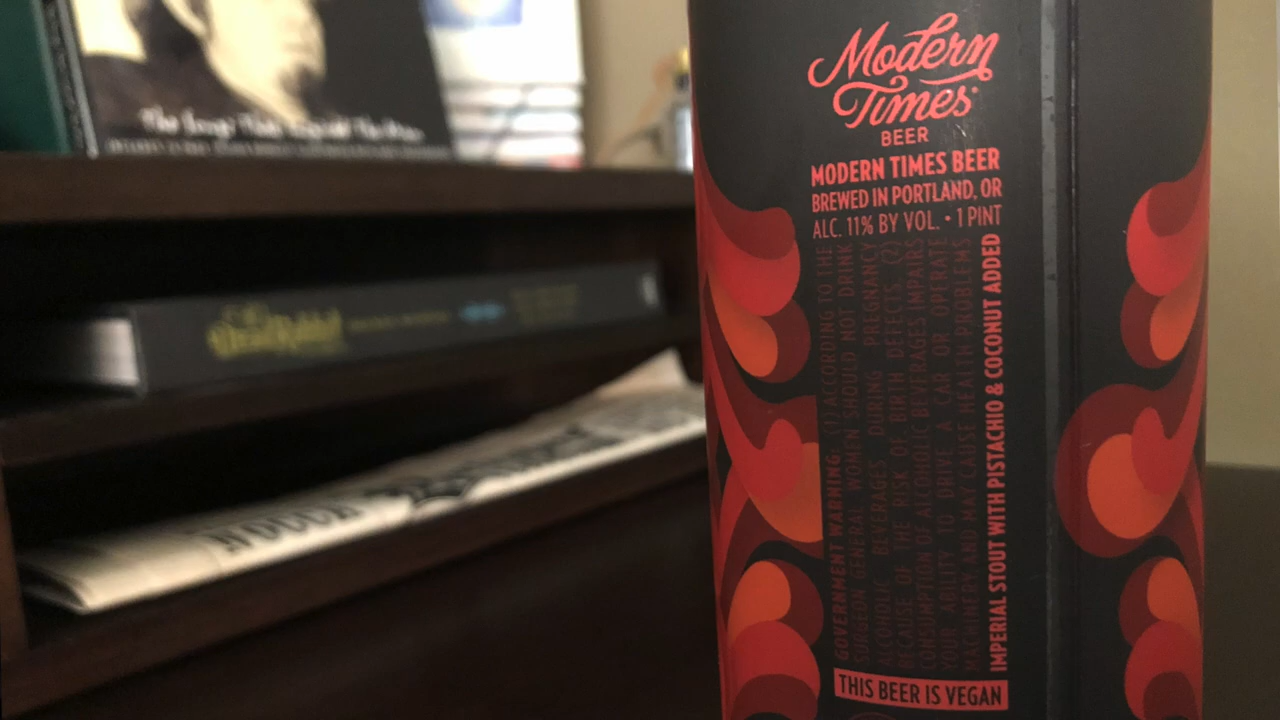 Modern
Times
BEER
MODERN TIMES BEER
BREWED IN PORTLAND, OR
ALC. 11% BY VOL. • 1 PINT
GOVERNMENT WARNING: (1) ACCORDING TO THE
SURGEON GENERAL, WOMEN SHOULD NOT DRINK
ALCOHOLIC BEVERAGES DURING PREGNANCY
BECAUSE OF THE RISK OF BIRTH DEFECTS. (2)
CONSUMPTION OF ALCOHOLIC BEVERAGES IMPAIRS
YOUR ABILITY TO DRIVE A CAR OR OPERATE
MACHINERY AND MAY CAUSE HEALTH PROBLEMS
IMPERIAL STOUT WITH PISTACHIO & COCONUT ADDED
THIS BEER IS VEGAN